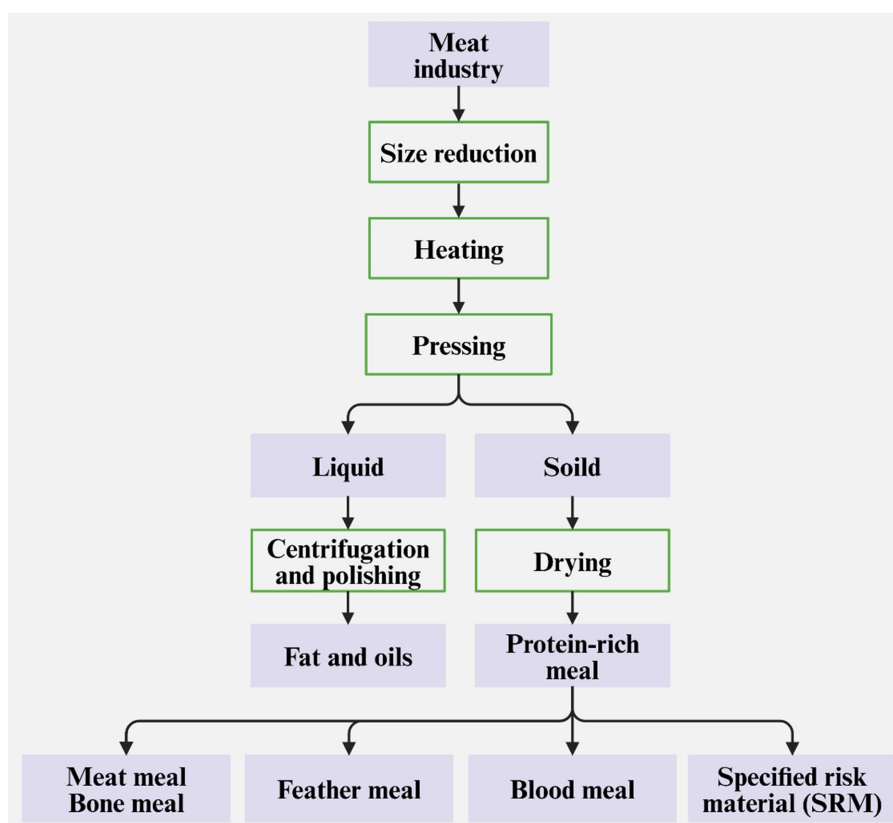 Meat
industry
Size reduction
Heating
Pressing
Liquid
Soild
Centrifugation
and polishing
Drying
Fat and oils
Protein-rich
meal
Meat meal
Bone meal
Feather meal
Blood meal
Specified risk
material (SRM)